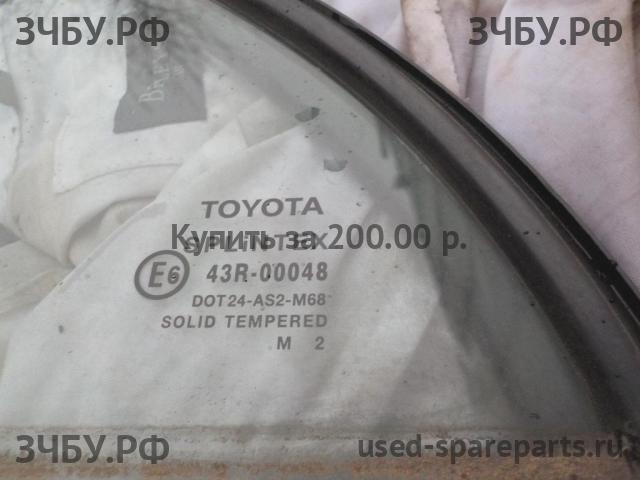 ЗЧБУ.РФ
ЗЧБУ.РФ
TOYOTA
SPLINTEX
Купить за 200.00 р.
E6 43R-00048
DOT24-AS2-M68
SOLID TEMPERED
M 2
ЗЧБУ.РФ
used-spareparts.ru